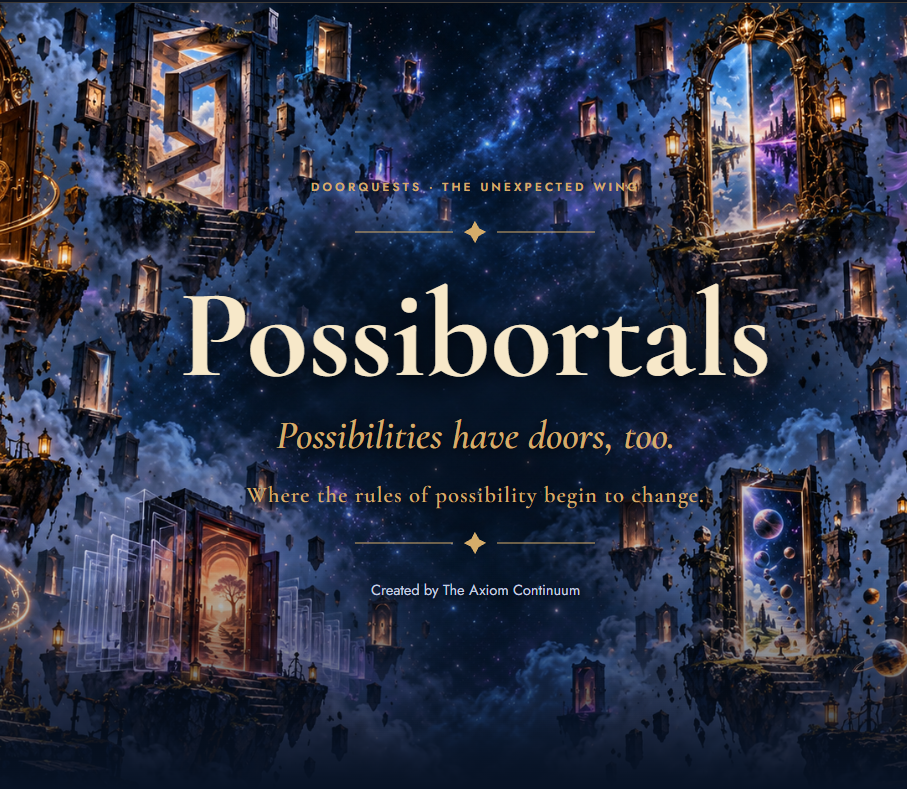 DOORQUESTS · THE UNEXPECTED WING
Possibortals
Possibilities have doors, too.
Where the rules of possibility begin to change.
Created by The Axiom Continuum